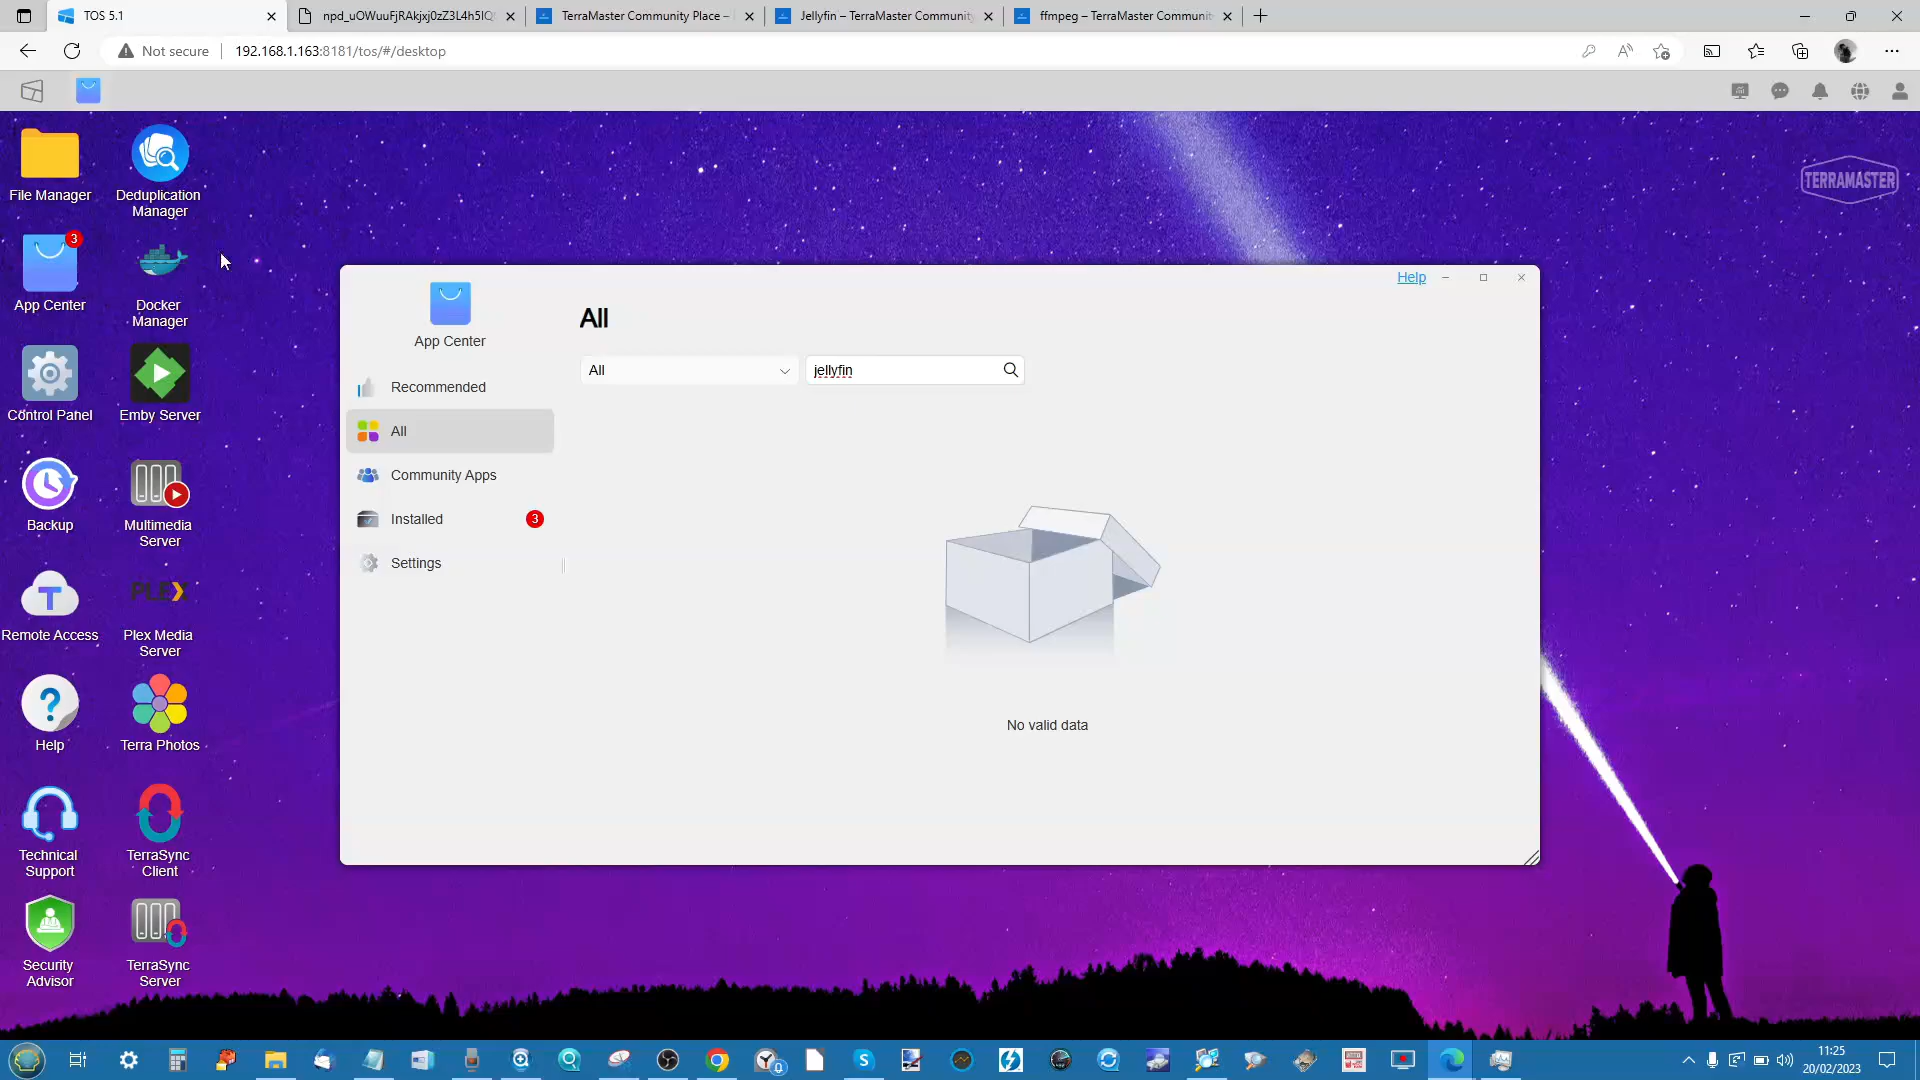 TOS 5.1
npd_uOWuuFjRAkjxj0zZ3L4h5IQ
TerraMaster Community Place –
Jellyfin – TerraMaster Community
ffmpeg – TerraMaster Communit
Not secure
192.168.1.163:8181/tos/#/desktop
TERRAMASTER
File Manager
Deduplication
Manager
3
App Center
Docker
Manager
Control Panel
Emby Server
Backup
Multimedia
Server
T
Remote Access
PLEX
Plex Media
Server
?
Help
Terra Photos
Technical
Support
TerraSync
Client
Security
Advisor
TerraSync
Server
Help
App Center
Recommended
All
Community Apps
Installed
3
Settings
All
All
jellyfin
No valid data
11:25
20/02/2023